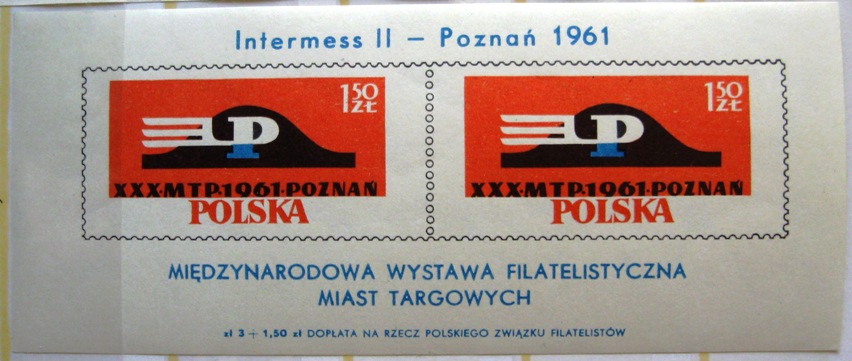 Intermess II – Poznań 1961
1 50 ZŁ
P
XXX·MTP·1961·POZNAŃ
POLSKA
1 50 ZŁ
P
XXX·MTP·1961·POZNAŃ
POLSKA
MIĘDZYNARODOWA WYSTAWA FILATELISTYCZNA
MIAST TARGOWYCH
zł 3 + 1,50 zł DOPŁATA NA RZECZ POLSKIEGO ZWIĄZKU FILATELISTÓW